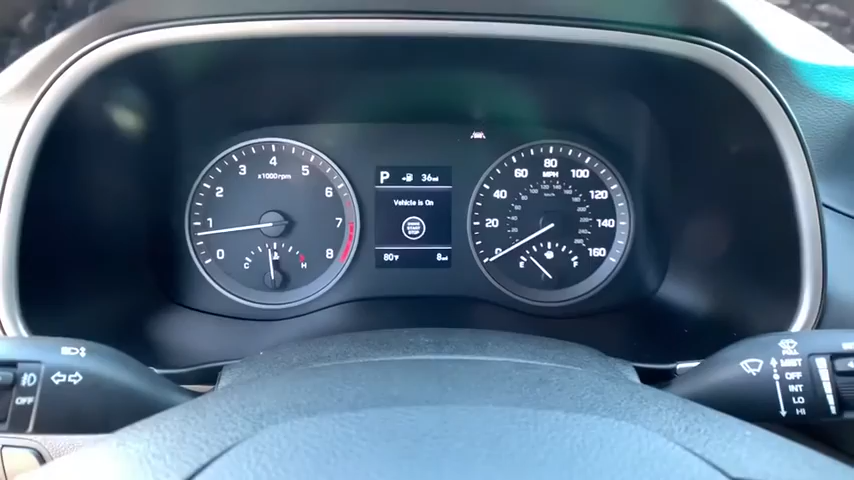 4
3
5
x1000rpm
2
6
1
7
0
8
C
H
P
36mi
Vehicle is On
ENGINE
START
STOP
80°F
8mi
80
60
100
MPH
40
120
20
140
0
160
E
F
OFF
MIST
OFF
INT
LO
HI